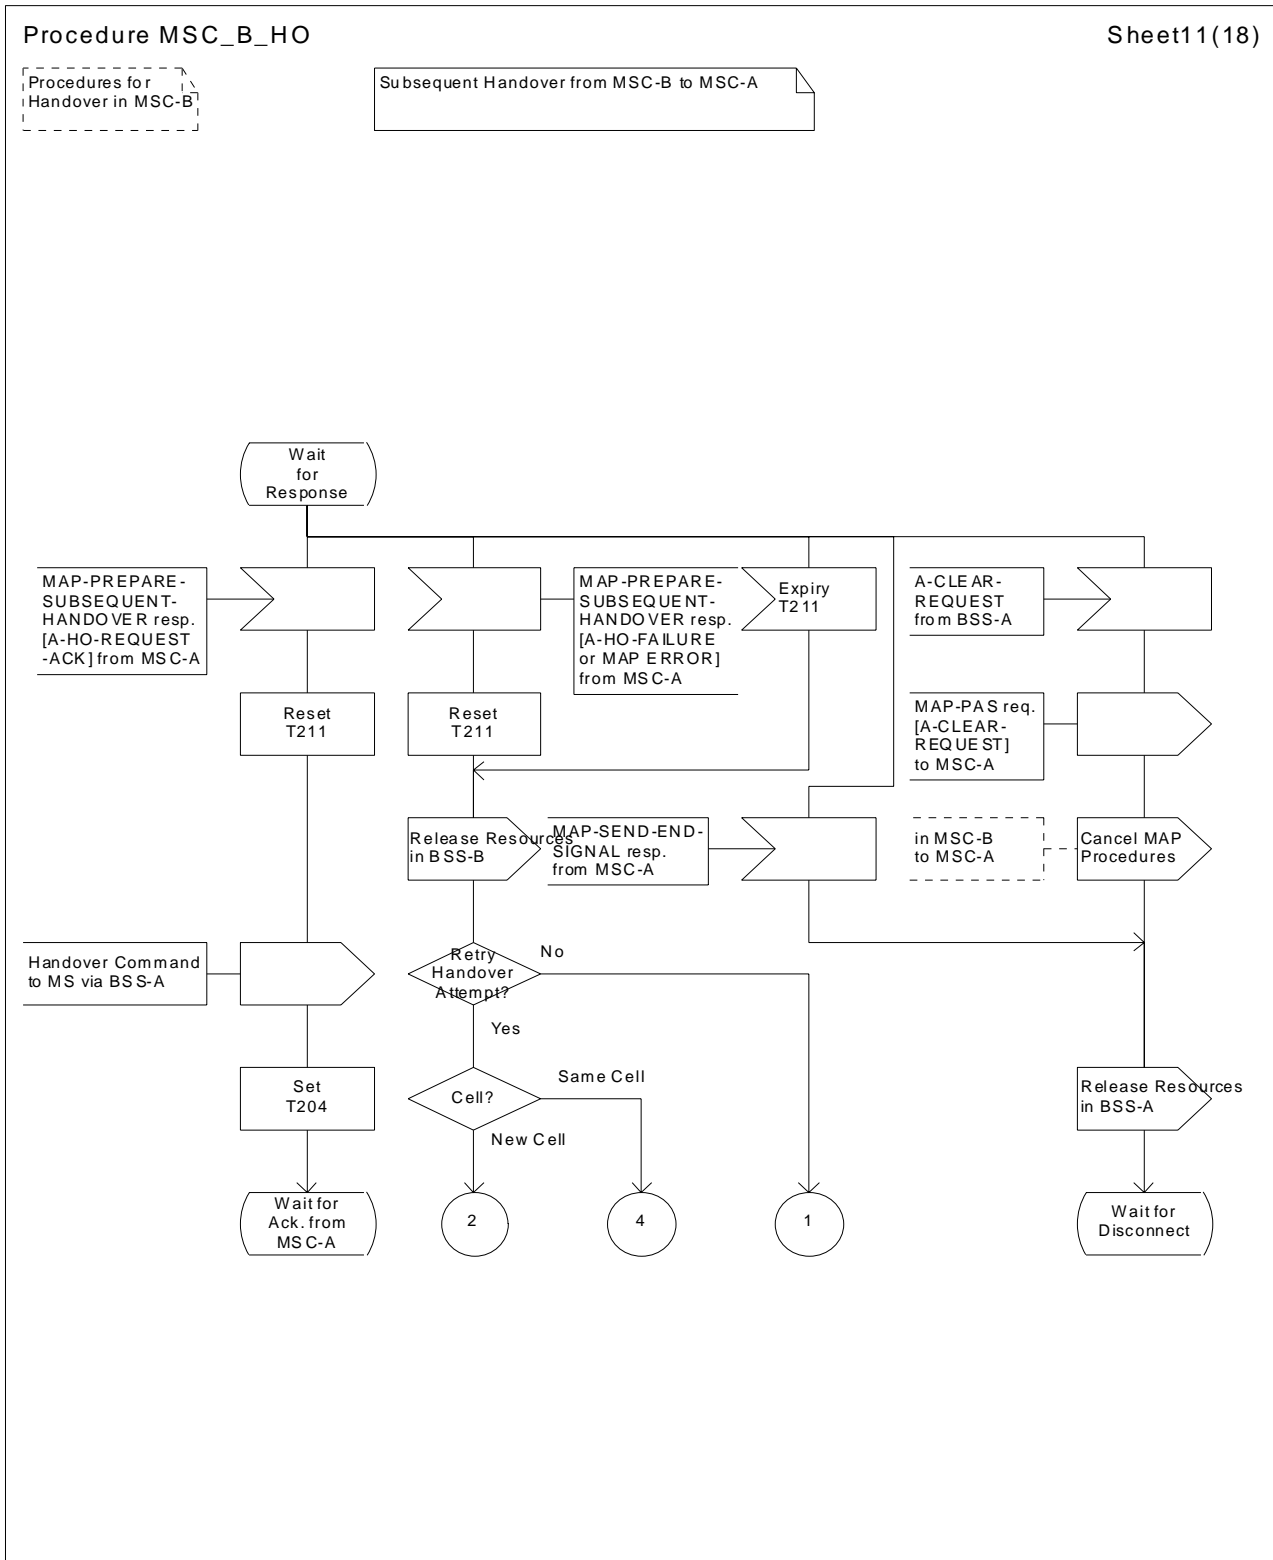 Procedure MSC_B_HO
Sheet11(18)
Procedures for
Handover in MSC-B
Subsequent Handover from MSC-B to MSC-A
Wait
for
Response
MAP-PREPARE-
SUBSEQUENT-
HANDOVER resp.
[A-HO-REQUEST
-ACK] from MSC-A
MAP-PREPARE-
SUBSEQUENT-
HANDOVER resp.
[A-HO-FAILURE
or MAP ERROR]
from MSC-A
Expiry
T211
A-CLEAR-
REQUEST
from BSS-A
Reset
T211
Reset
T211
MAP-PAS req.
[A-CLEAR-
REQUEST]
to MSC-A
Release Resources
in BSS-B
MAP-SEND-END-
SIGNAL resp.
from MSC-A
in MSC-B
to MSC-A
Cancel MAP
Procedures
Handover Command
to MS via BSS-A
Retry
Handover
Attempt?
No
Yes
Set
T204
Cell?
Same Cell
New Cell
Release Resources
in BSS-A
Wait for
Ack. from
MSC-A
2
4
1
Wait for
Disconnect